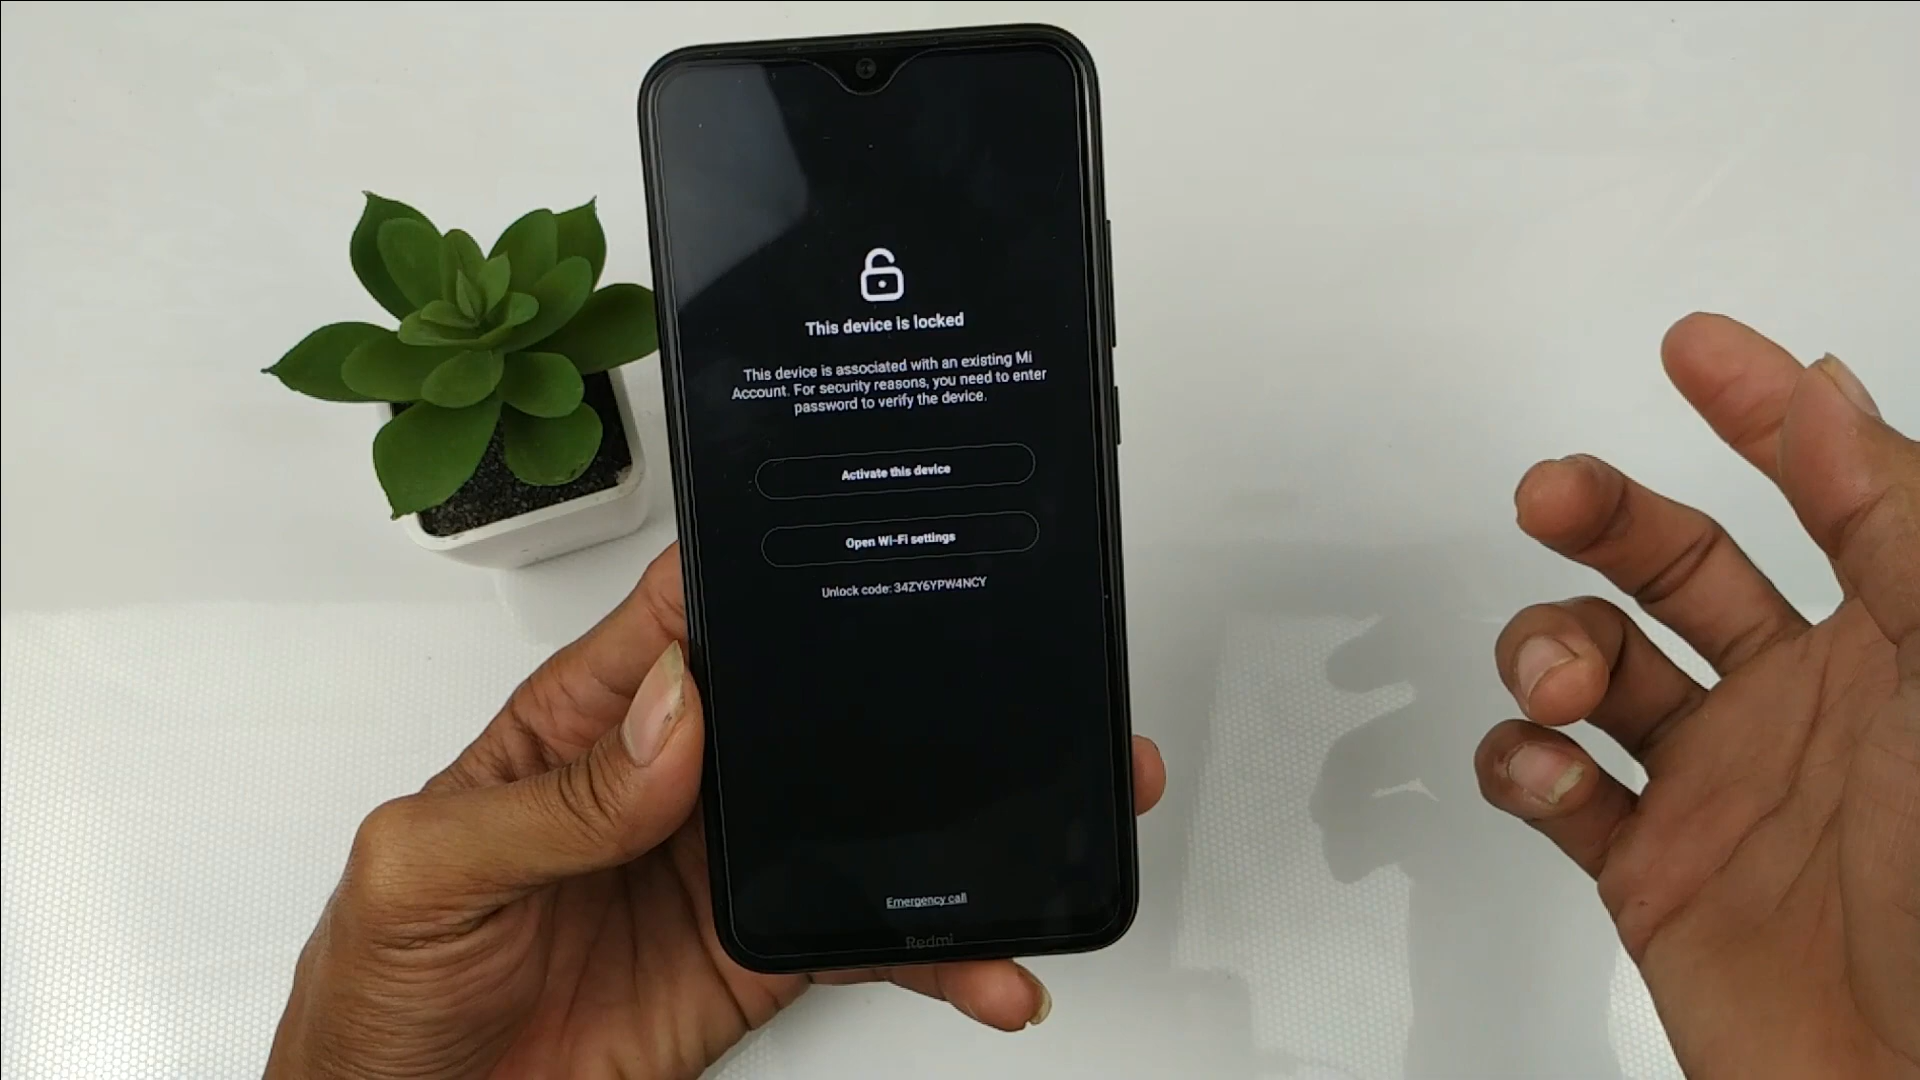 This device is locked
This device is associated with an existing Mi
Account. For security reasons, you need to enter
password to verify the device.
Activate this device
Open Wi-Fi settings
Unlock code: 34ZY6YPW4NCY
Emergency call
Redmi